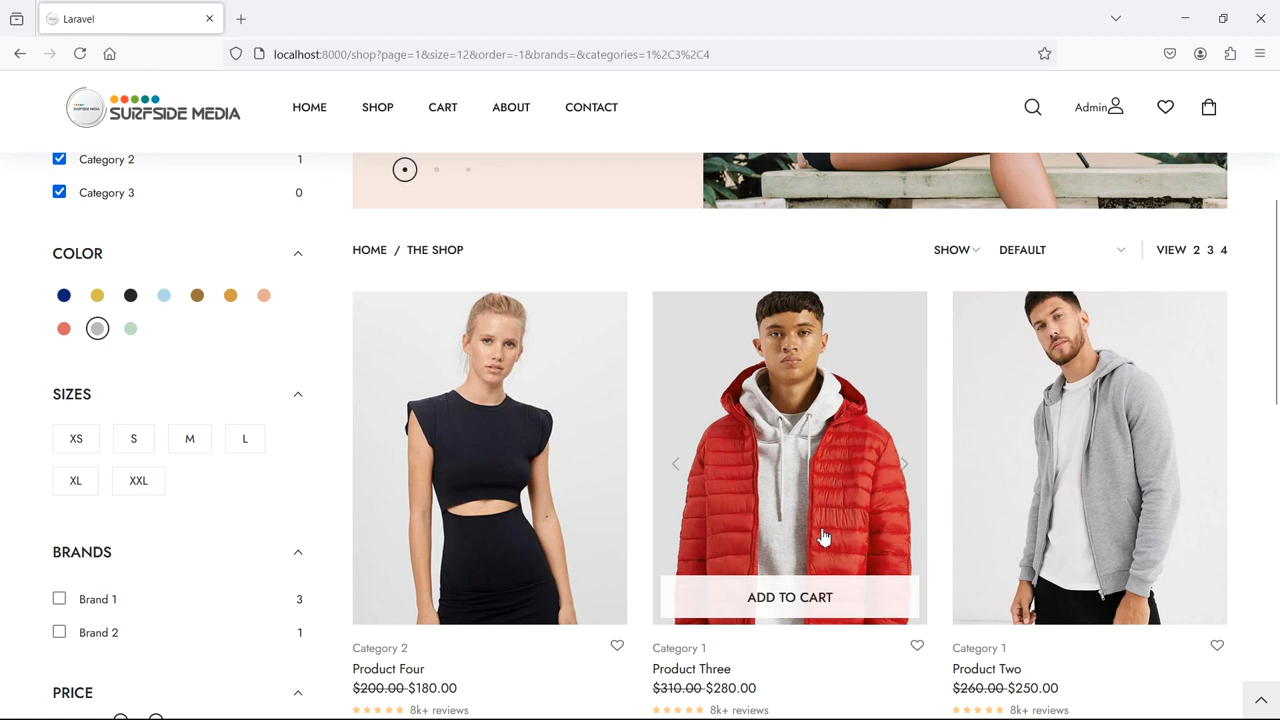 Laravel
localhost:8000/shop?page=1&size=12&order=-1&brands=&categories=1%2C3%2C4
SURFSIDE MEDIA
HOME
SHOP
CART
ABOUT
CONTACT
Admin
Category 2 1
Category 3 0
COLOR
SIZES
XS S M L
XL XXL
BRANDS
Brand 1 3
Brand 2 1
PRICE
HOME / THE SHOP
SHOW
DEFAULT
VIEW 2 3 4
ADD TO CART
Category 2
Product Four
$200.00 $180.00
8k+ reviews
Category 1
Product Three
$310.00 $280.00
8k+ reviews
Category 1
Product Two
$260.00 $250.00
8k+ reviews